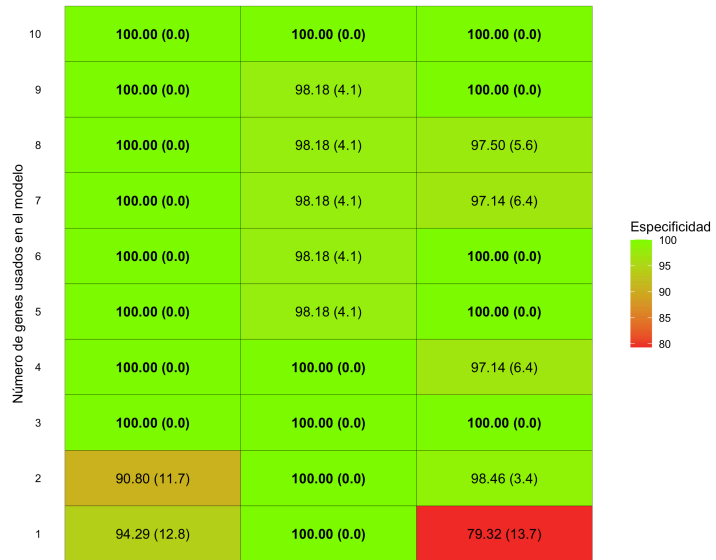 10 100.00 (0.0) 100.00 (0.0) 100.00 (0.0)
9 100.00 (0.0) 98.18 (4.1) 100.00 (0.0)
8 100.00 (0.0) 98.18 (4.1) 97.50 (5.6)
7 100.00 (0.0) 98.18 (4.1) 97.14 (6.4)
6 100.00 (0.0) 98.18 (4.1) 100.00 (0.0)
5 100.00 (0.0) 98.18 (4.1) 100.00 (0.0)
4 100.00 (0.0) 100.00 (0.0) 97.14 (6.4)
3 100.00 (0.0) 100.00 (0.0) 100.00 (0.0)
2 90.80 (11.7) 100.00 (0.0) 98.46 (3.4)
1 94.29 (12.8) 100.00 (0.0) 79.32 (13.7)
Número de genes usados en el modelo
Especificidad
100
95
90
85
80